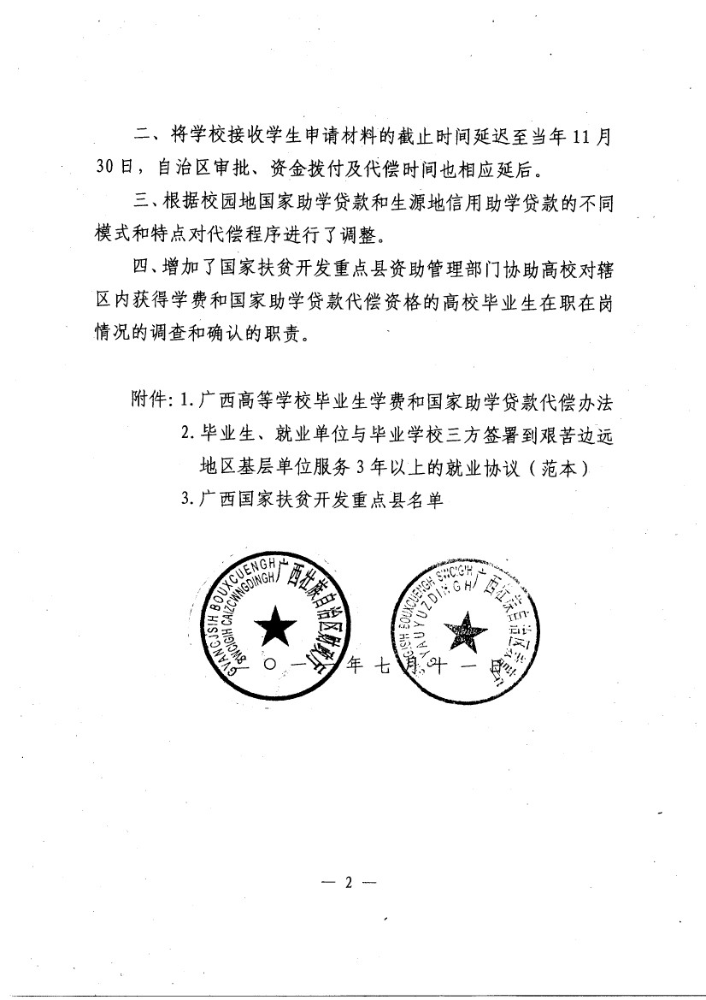 二、将学校接收学生申请材料的截止时间延迟至当年 11 月
30 日，自治区审批、资金拨付及代偿时间也相应延后。
三、根据校园地国家助学贷款和生源地信用助学贷款的不同
模式和特点对代偿程序进行了调整。
四、增加了国家扶贫开发重点县资助管理部门协助高校对辖
区内获得学费和国家助学贷款代偿资格的高校毕业生在职在岗
情况的调查和确认的职责。
附件: 1. 广西高等学校毕业生学费和国家助学贷款代偿办法
2. 毕业生、就业单位与毕业学校三方签署到艰苦边远
地区基层单位服务 3 年以上的就业协议（范本）
3. 广西国家扶贫开发重点县名单
GVANGJSIH BOUXCUENGH
SWCIGIH CAIZCWNGDINGH
广西壮族自治区财政厅
BOUXCUENGH SWCIGIH
GYAUYUZDINGH
广西壮族自治区
〇一
年七月十一日
— 2 —